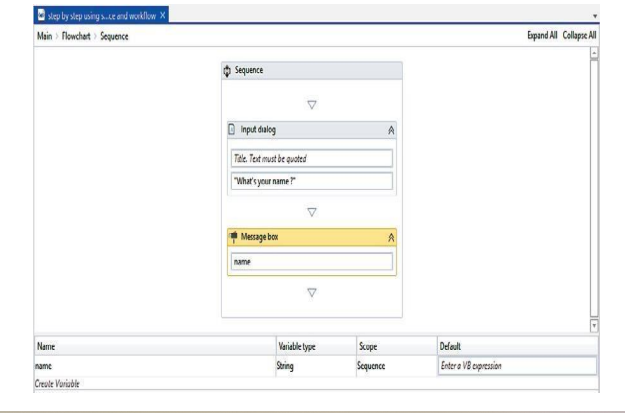 step by step using s...ce and workflow X
Main > Flowchart > Sequence Expand All Collapse All
Sequence
Input dialog
Title. Text must be quoted
"What's your name ?"
Message box
name
Name Variable type Scope Default
name String Sequence Enter a VB expression
Create Variable